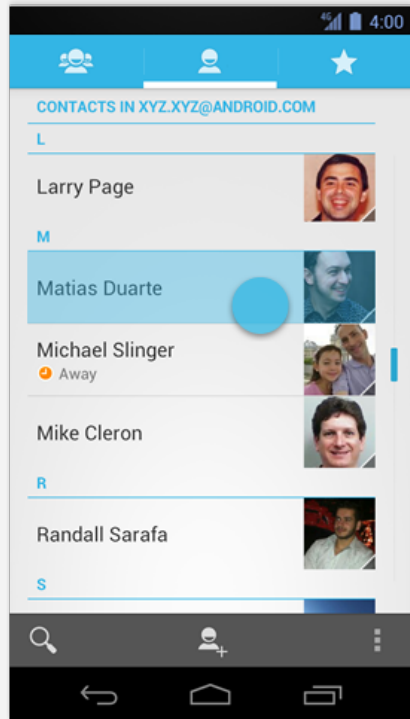 4G 4:00
CONTACTS IN XYZ.XYZ@ANDROID.COM
L
Larry Page
M
Matias Duarte
Michael Slinger
Away
Mike Cleron
R
Randall Sarafa
S